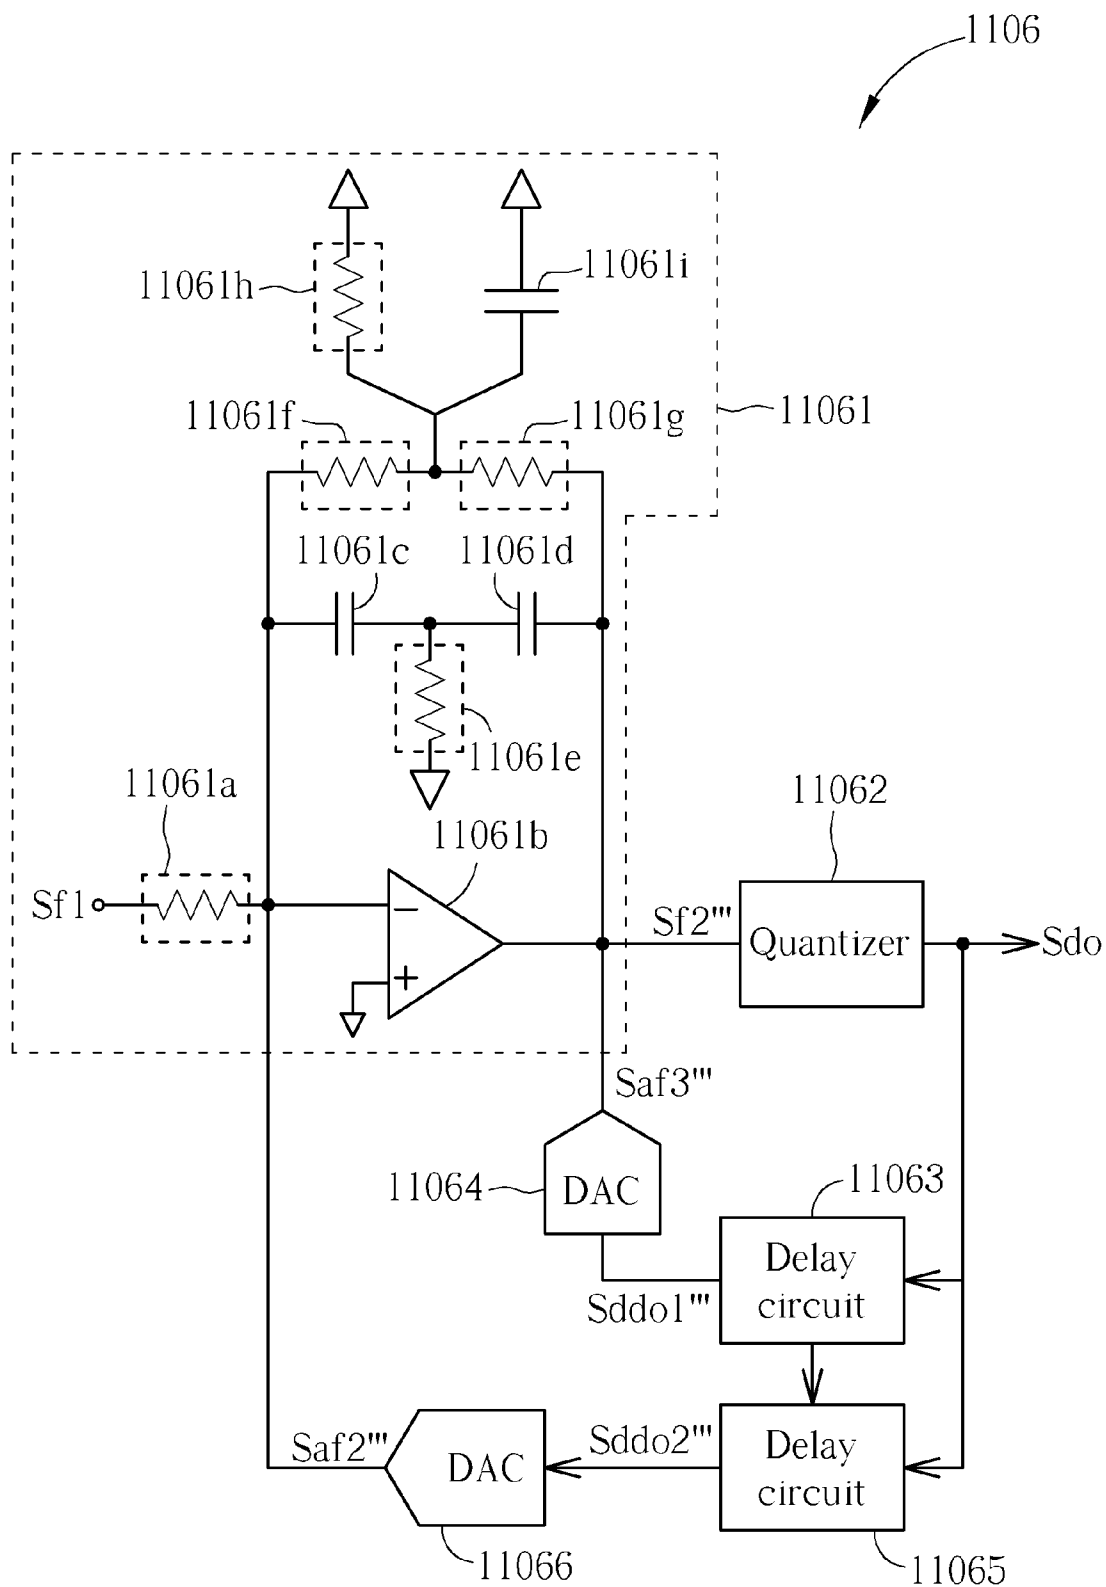 1106
11061h
11061i
11061f
11061g
11061
11061c
11061d
11061e
11061a
11061b
11062
Sf1
−
+
Sf2'''
Quantizer
Sdo
Saf3'''
11064
DAC
11063
Delay
circuit
Sddo1'''
Saf2'''
DAC
Sddo2'''
Delay
circuit
11066
11065